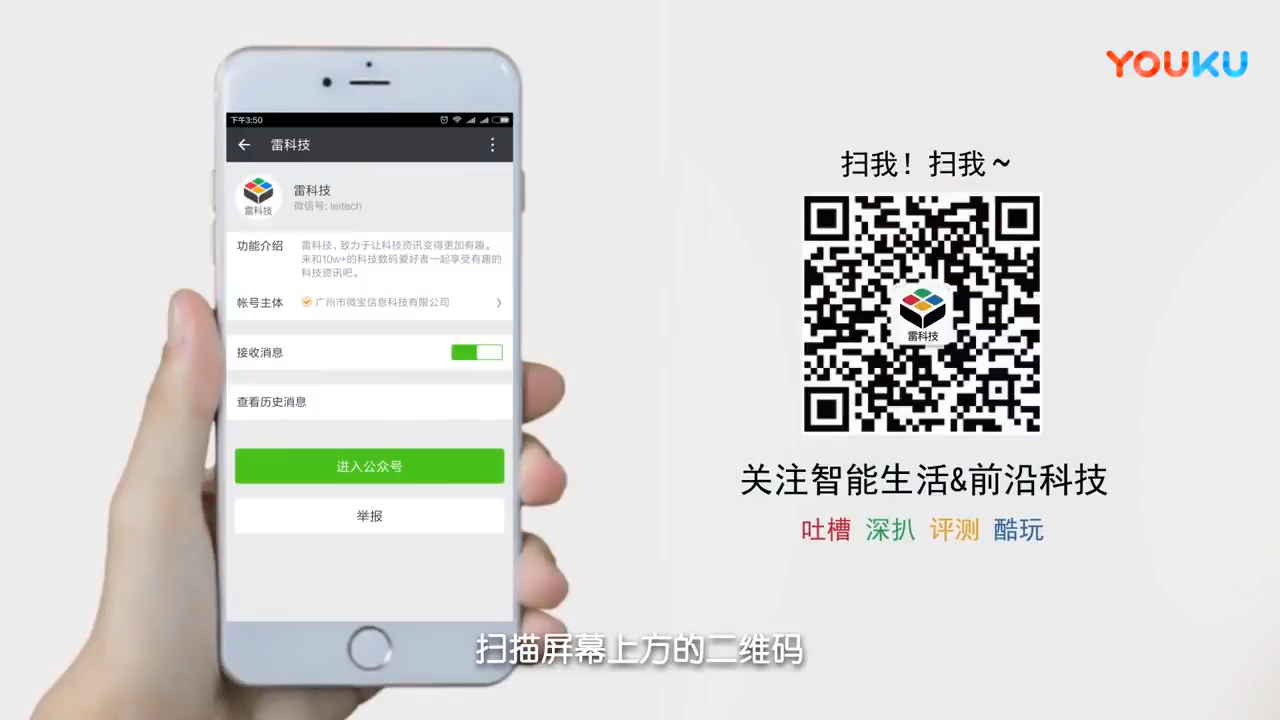 YOUKU
下午3:50
雷科技
雷科技
雷科技
微信号: leitech
功能介绍
雷科技，致力于让科技资讯变得更加有趣。
来和10w+的科技数码爱好者一起享受有趣的
科技资讯吧。
帐号主体
广州市微宝信息科技有限公司
接收消息
查看历史消息
进入公众号
举报
扫我！扫我~
雷科技
关注智能生活&前沿科技
吐槽 深扒 评测 酷玩
扫描屏幕上方的二维码